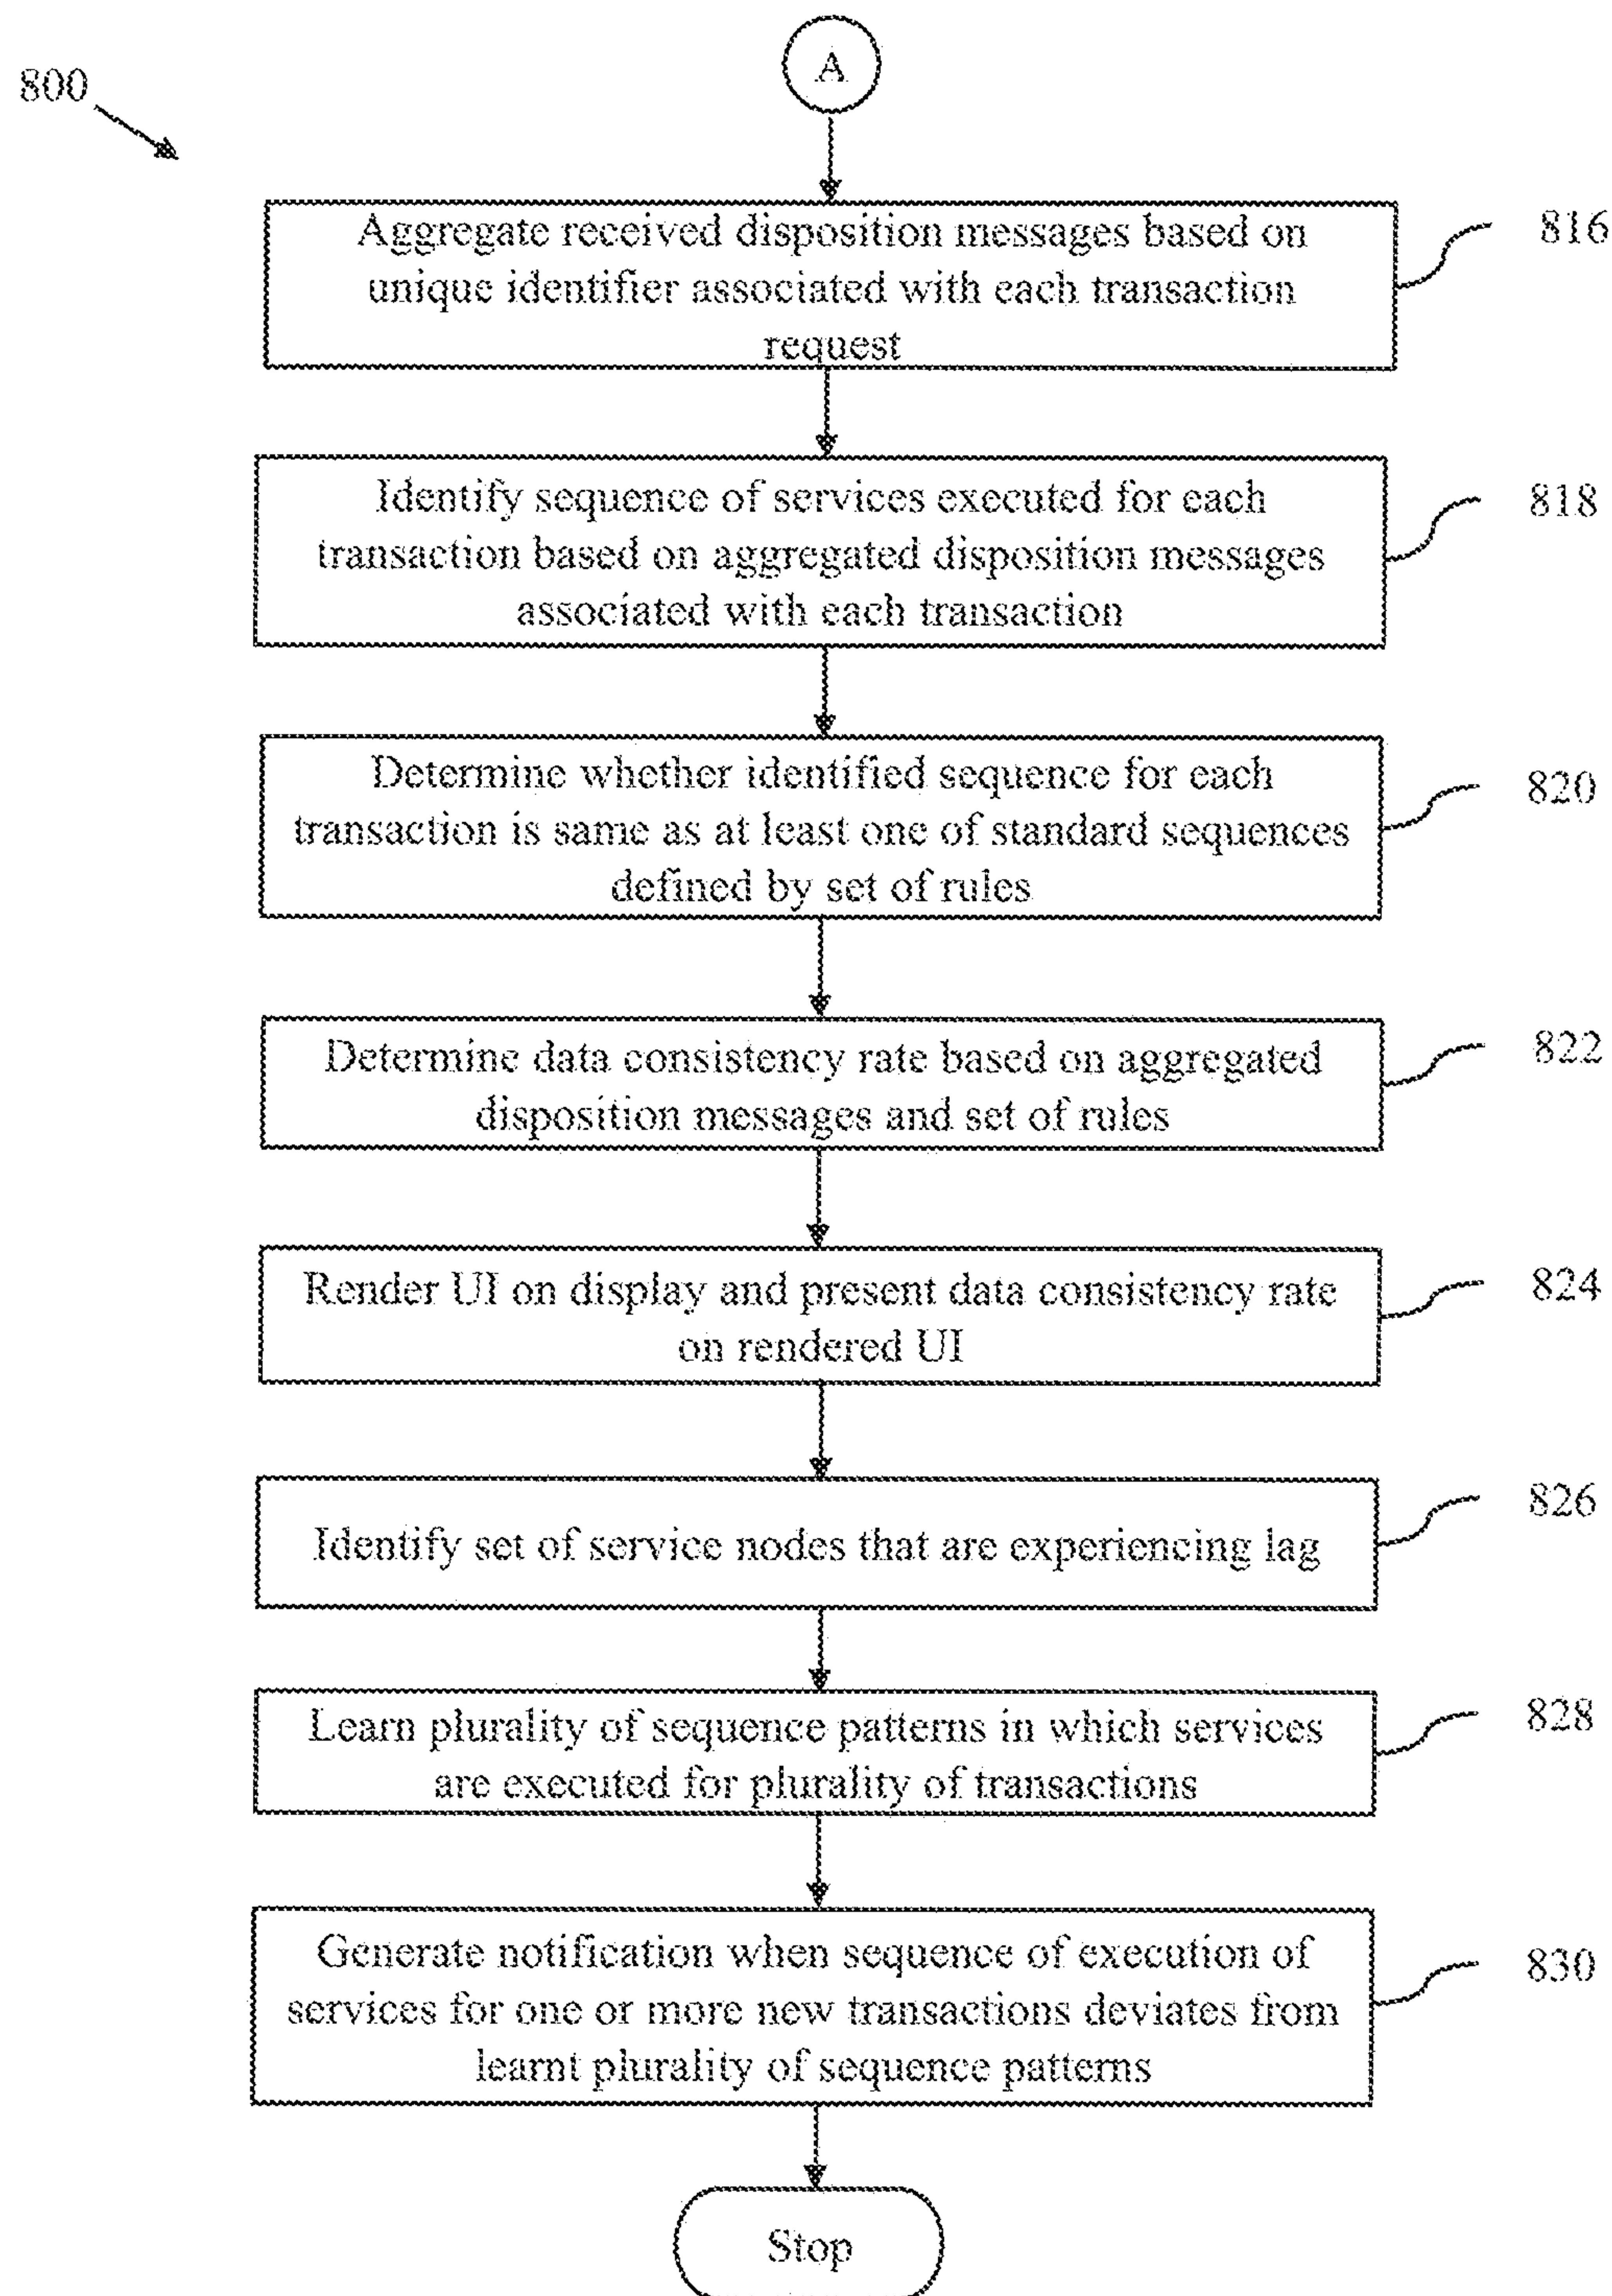 A
800
Aggregate received disposition messages based on
unique identifier associated with each transaction
request
816
Identify sequence of services executed for each
transaction based on aggregated disposition messages
associated with each transaction
818
Determine whether identified sequence for each
transaction is same as at least one of standard sequences
defined by set of rules
820
Determine data consistency rate based on aggregated
disposition messages and set of rules
822
Render UI on display and present data consistency rate
on rendered UI
824
Identify set of service nodes that are experiencing lag
826
Learn plurality of sequence patterns in which services
are executed for plurality of transactions
828
Generate notification when sequence of execution of
services for one or more new transactions deviates from
learnt plurality of sequence patterns
830
Stop